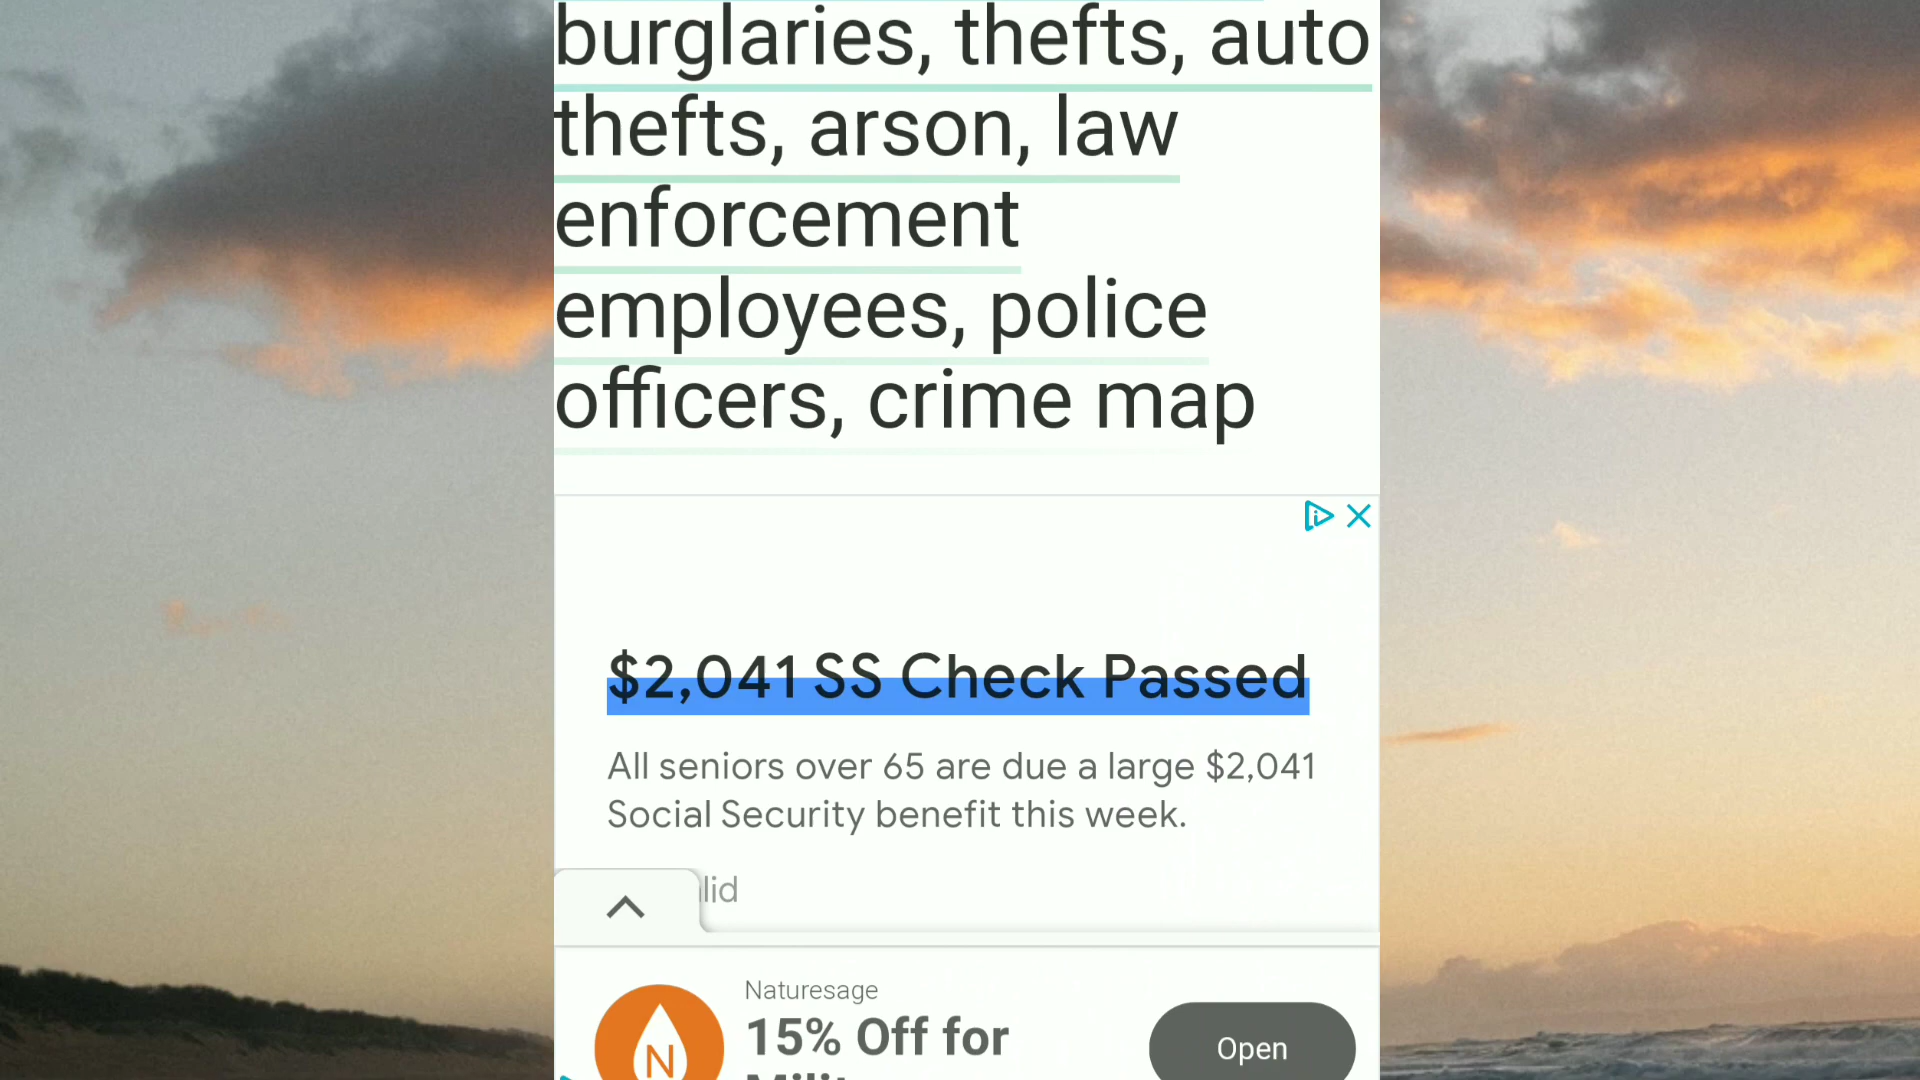 burglaries, thefts, auto
thefts, arson, law
enforcement
employees, police
officers, crime map
$2,041 SS Check Passed
All seniors over 65 are due a large $2,041
Social Security benefit this week.
lid
Naturesage
15% Off for
Open
N